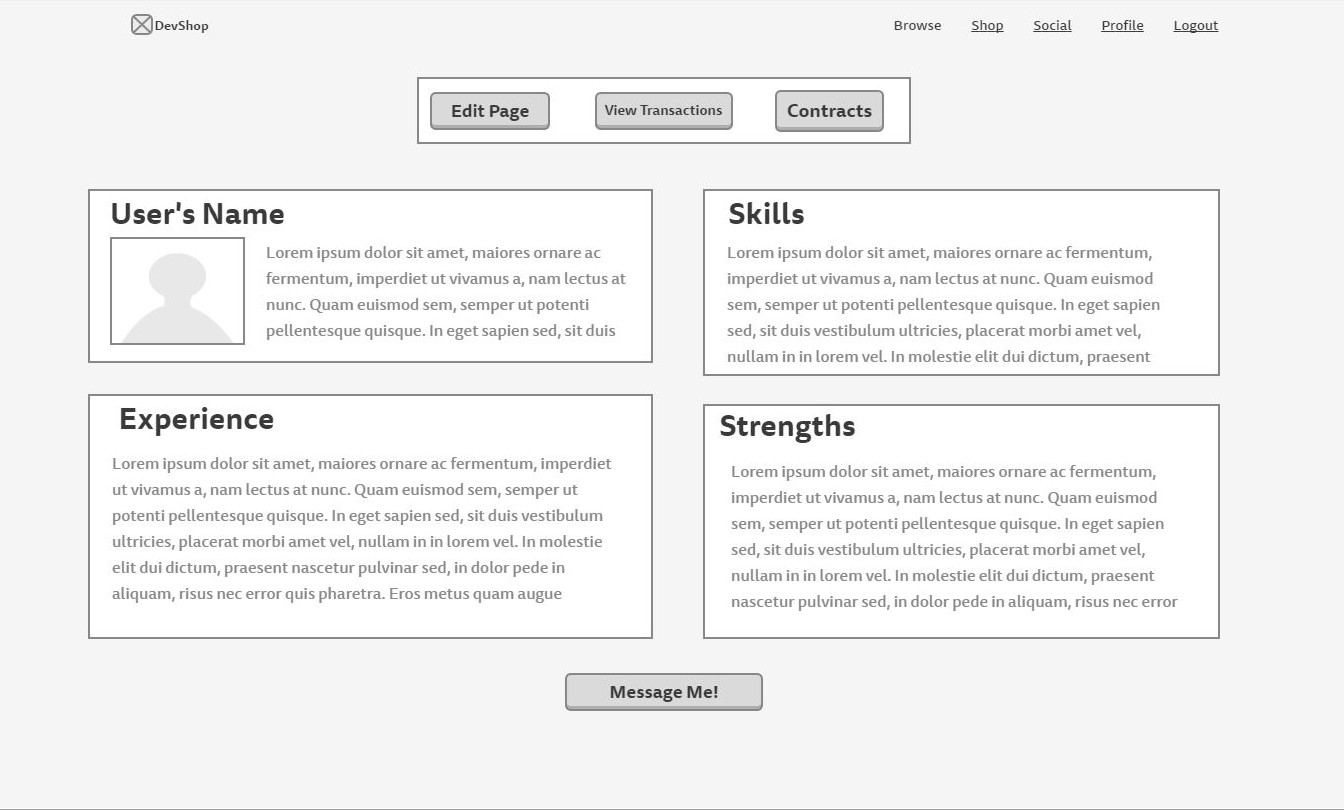 DevShop
Browse Shop Social Profile Logout
Edit Page View Transactions Contracts
User's Name
Lorem ipsum dolor sit amet, maiores ornare ac
fermentum, imperdiet ut vivamus a, nam lectus at
nunc. Quam euismod sem, semper ut potenti
pellentesque quisque. In eget sapien sed, sit duis
Skills
Lorem ipsum dolor sit amet, maiores ornare ac fermentum,
imperdiet ut vivamus a, nam lectus at nunc. Quam euismod
sem, semper ut potenti pellentesque quisque. In eget sapien
sed, sit duis vestibulum ultricies, placerat morbi amet vel,
nullam in in lorem vel. In molestie elit dui dictum, praesent
Experience
Lorem ipsum dolor sit amet, maiores ornare ac fermentum, imperdiet
ut vivamus a, nam lectus at nunc. Quam euismod sem, semper ut
potenti pellentesque quisque. In eget sapien sed, sit duis vestibulum
ultricies, placerat morbi amet vel, nullam in in lorem vel. In molestie
elit dui dictum, praesent nascetur pulvinar sed, in dolor pede in
aliquam, risus nec error quis pharetra. Eros metus quam augue
Strengths
Lorem ipsum dolor sit amet, maiores ornare ac fermentum,
imperdiet ut vivamus a, nam lectus at nunc. Quam euismod
sem, semper ut potenti pellentesque quisque. In eget sapien
sed, sit duis vestibulum ultricies, placerat morbi amet vel,
nullam in in lorem vel. In molestie elit dui dictum, praesent
nascetur pulvinar sed, in dolor pede in aliquam, risus nec error
Message Me!